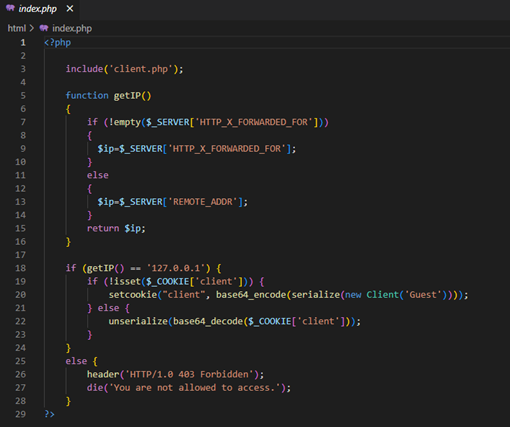 index.php ×
html > index.php
1 <?php
2
3 include('client.php');
4
5 function getIP()
6 {
7 if (!empty($_SERVER['HTTP_X_FORWARDED_FOR']))
8 {
9 $ip=$_SERVER['HTTP_X_FORWARDED_FOR'];
10 }
11 else
12 {
13 $ip=$_SERVER['REMOTE_ADDR'];
14 }
15 return $ip;
16 }
17
18 if (getIP() == '127.0.0.1') {
19 if (!isset($_COOKIE['client'])) {
20 setcookie("client", base64_encode(serialize(new Client('Guest'))));
21 } else {
22 unserialize(base64_decode($_COOKIE['client']));
23 }
24 }
25 else {
26 header('HTTP/1.0 403 Forbidden');
27 die('You are not allowed to access.');
28 }
29 ?>